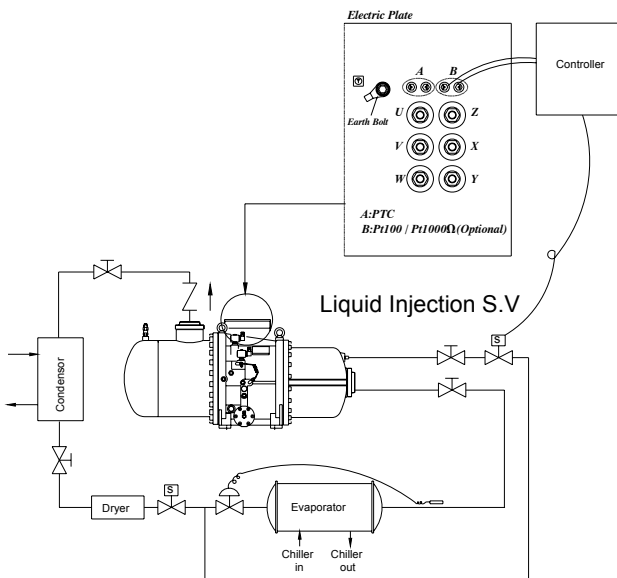 Electric Plate
Controller
A B
Earth Bolt
U Z
V X
W Y
A:PTC
B:Pt100 / Pt1000Ω(Optional)
Liquid Injection S.V
S
Condensor
S
Dryer
Evaporator
Chiller in
Chiller out